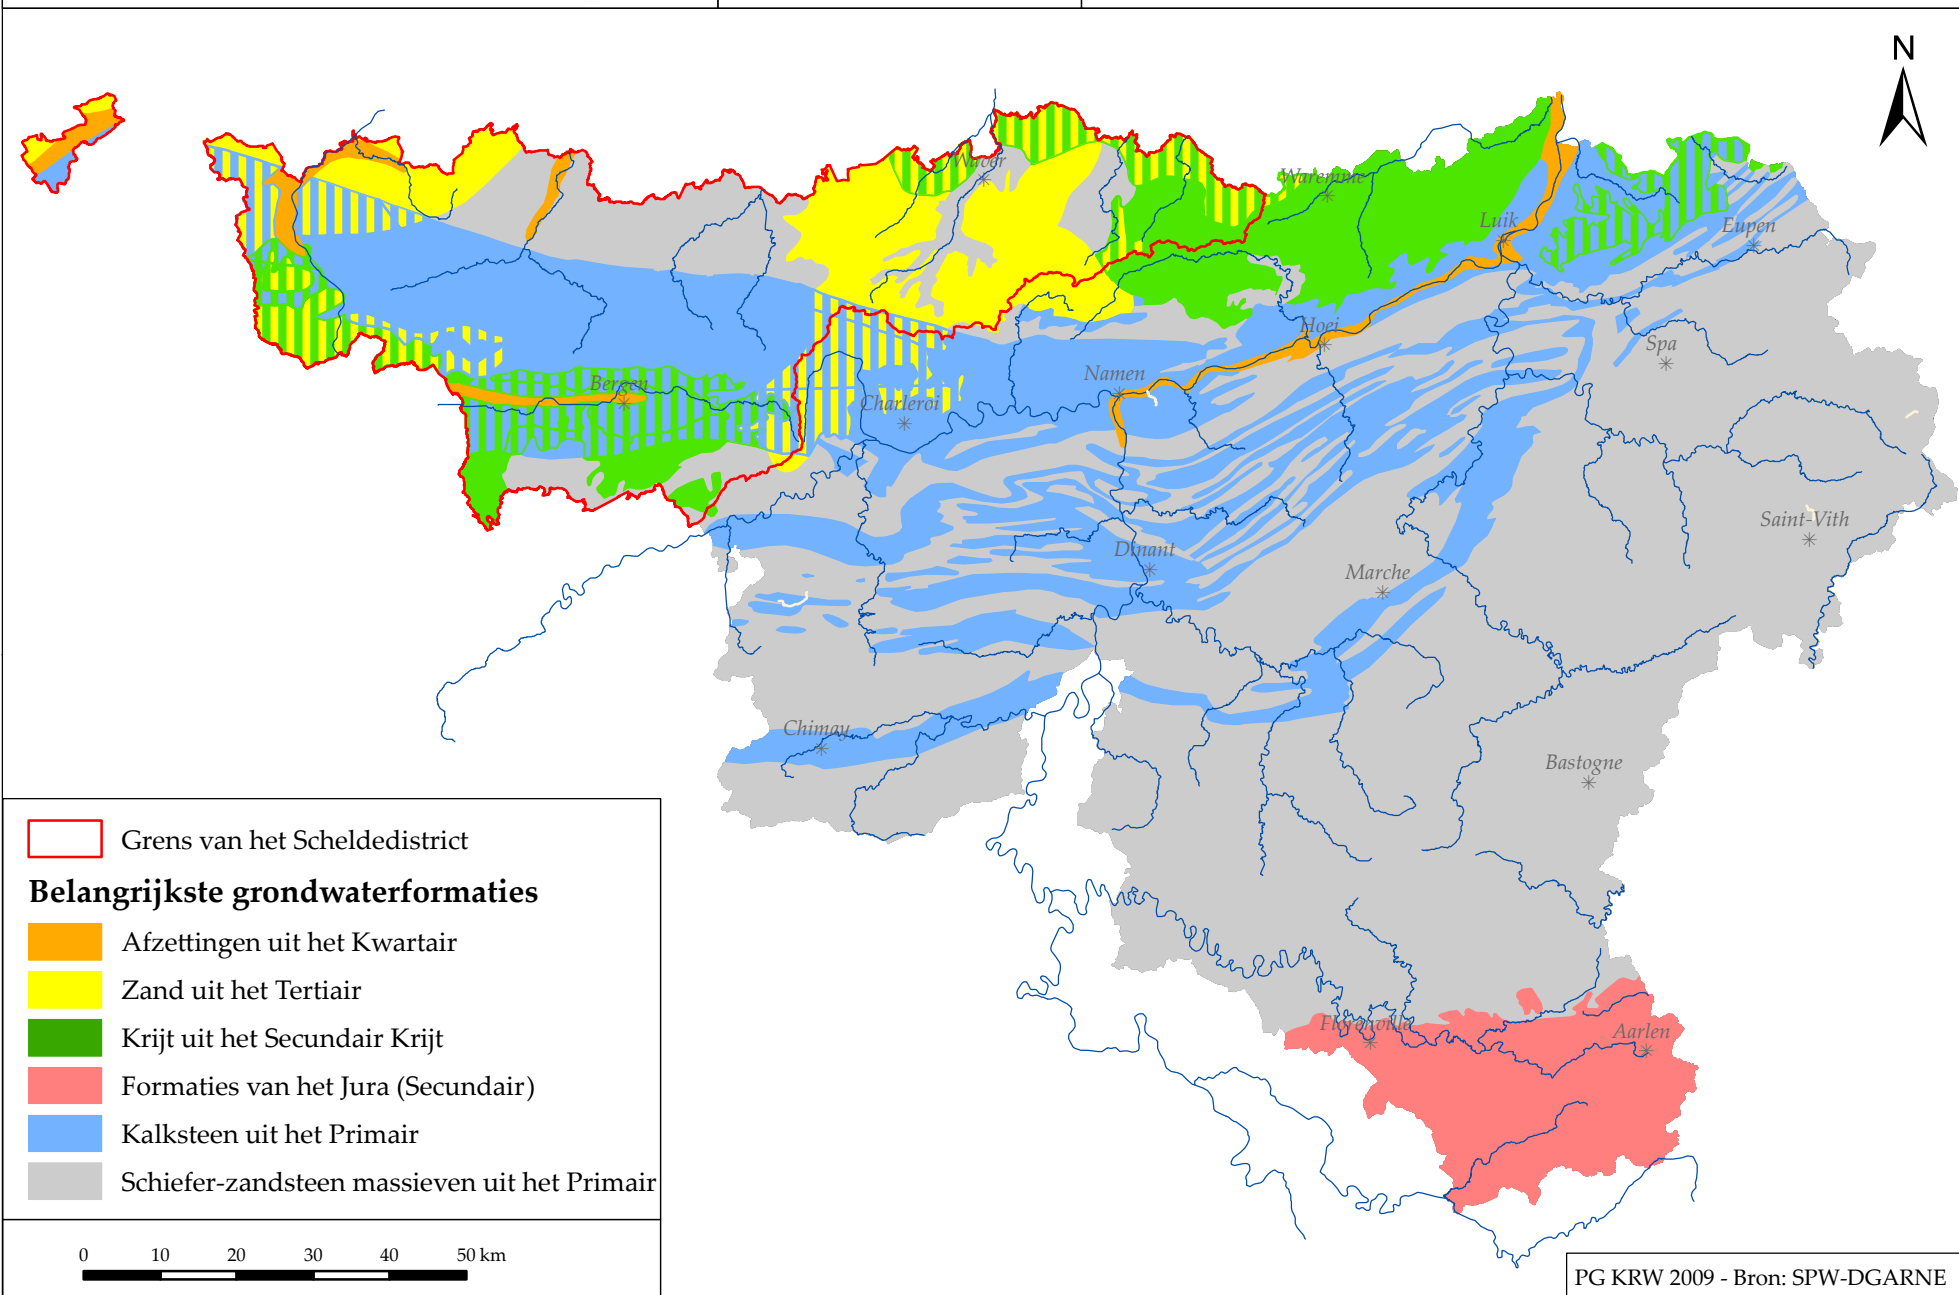 N
Waver
Waremme
Luik
Eupen
Hoei
Spa
Namen
Bergen
Charleroi
Saint-Vith
Dinant
Marche
Chimay
Bastogne
Florenville
Aarlen
Grens van het Scheldedistrict
Belangrijkste grondwaterformaties
Afzettingen uit het Kwartair
Zand uit het Tertiair
Krijt uit het Secundair Krijt
Formaties van het Jura (Secundair)
Kalksteen uit het Primair
Schiefer-zandsteen massieven uit het Primair
0 10 20 30 40 50 km
PG KRW 2009 - Bron: SPW-DGARNE